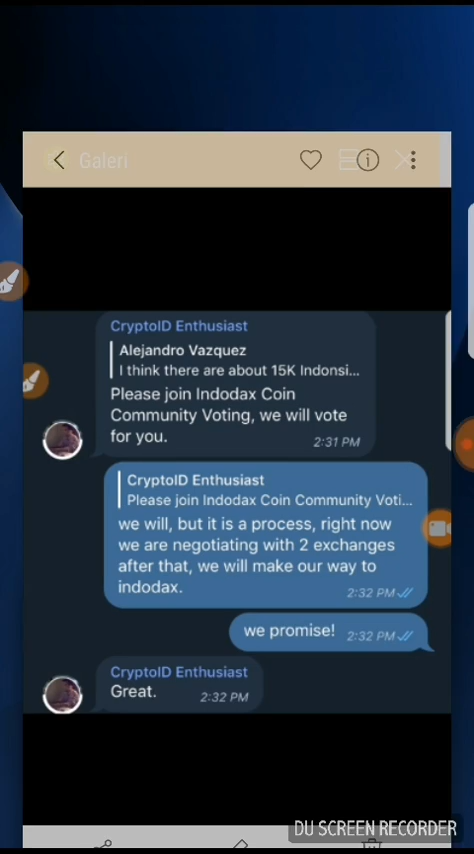 Galeri
CryptoID Enthusiast
Alejandro Vazquez
I think there are about 15K Indonsi...
Please join Indodax Coin
Community Voting, we will vote
for you.
2:31 PM
CryptoID Enthusiast
Please join Indodax Coin Community Voti...
we will, but it is a process, right now
we are negotiating with 2 exchanges
after that, we will make our way to
indodax.
2:32 PM
we promise! 2:32 PM
CryptoID Enthusiast
Great. 2:32 PM
DU SCREEN RECORDER